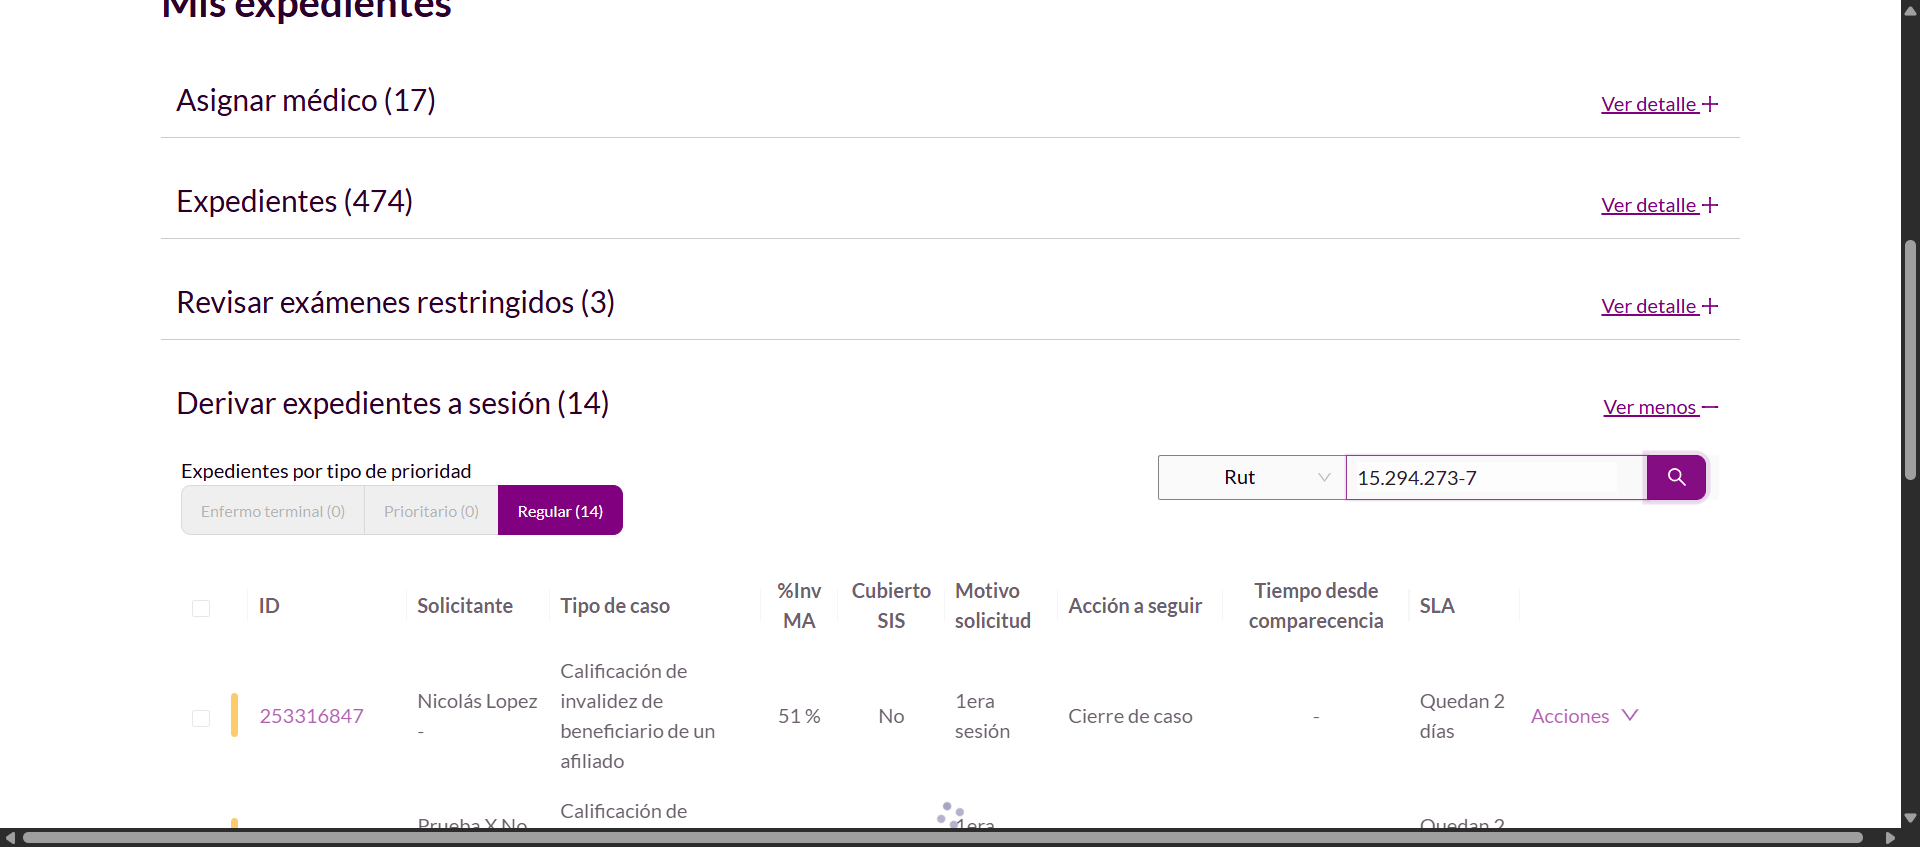 Mis expedientes
Asignar médico (17)
Ver detalle
Expedientes (474)
Ver detalle
Revisar exámenes restringidos (3)
Ver detalle
Derivar expedientes a sesión (14)
Ver menos
Expedientes por tipo de prioridad
Enfermo terminal (0) Prioritario (0) Regular (14)
Rut 15.294.273-7
ID Solicitante Tipo de caso %Inv MA Cubierto SIS Motivo solicitud Acción a seguir Tiempo desde comparecencia SLA
253316847 Nicolás Lopez - Calificación de invalidez de beneficiario de un afiliado 51 % No 1era sesión Cierre de caso - Quedan 2 días Acciones
Prueba X No Calificación de 1era Quedan 2